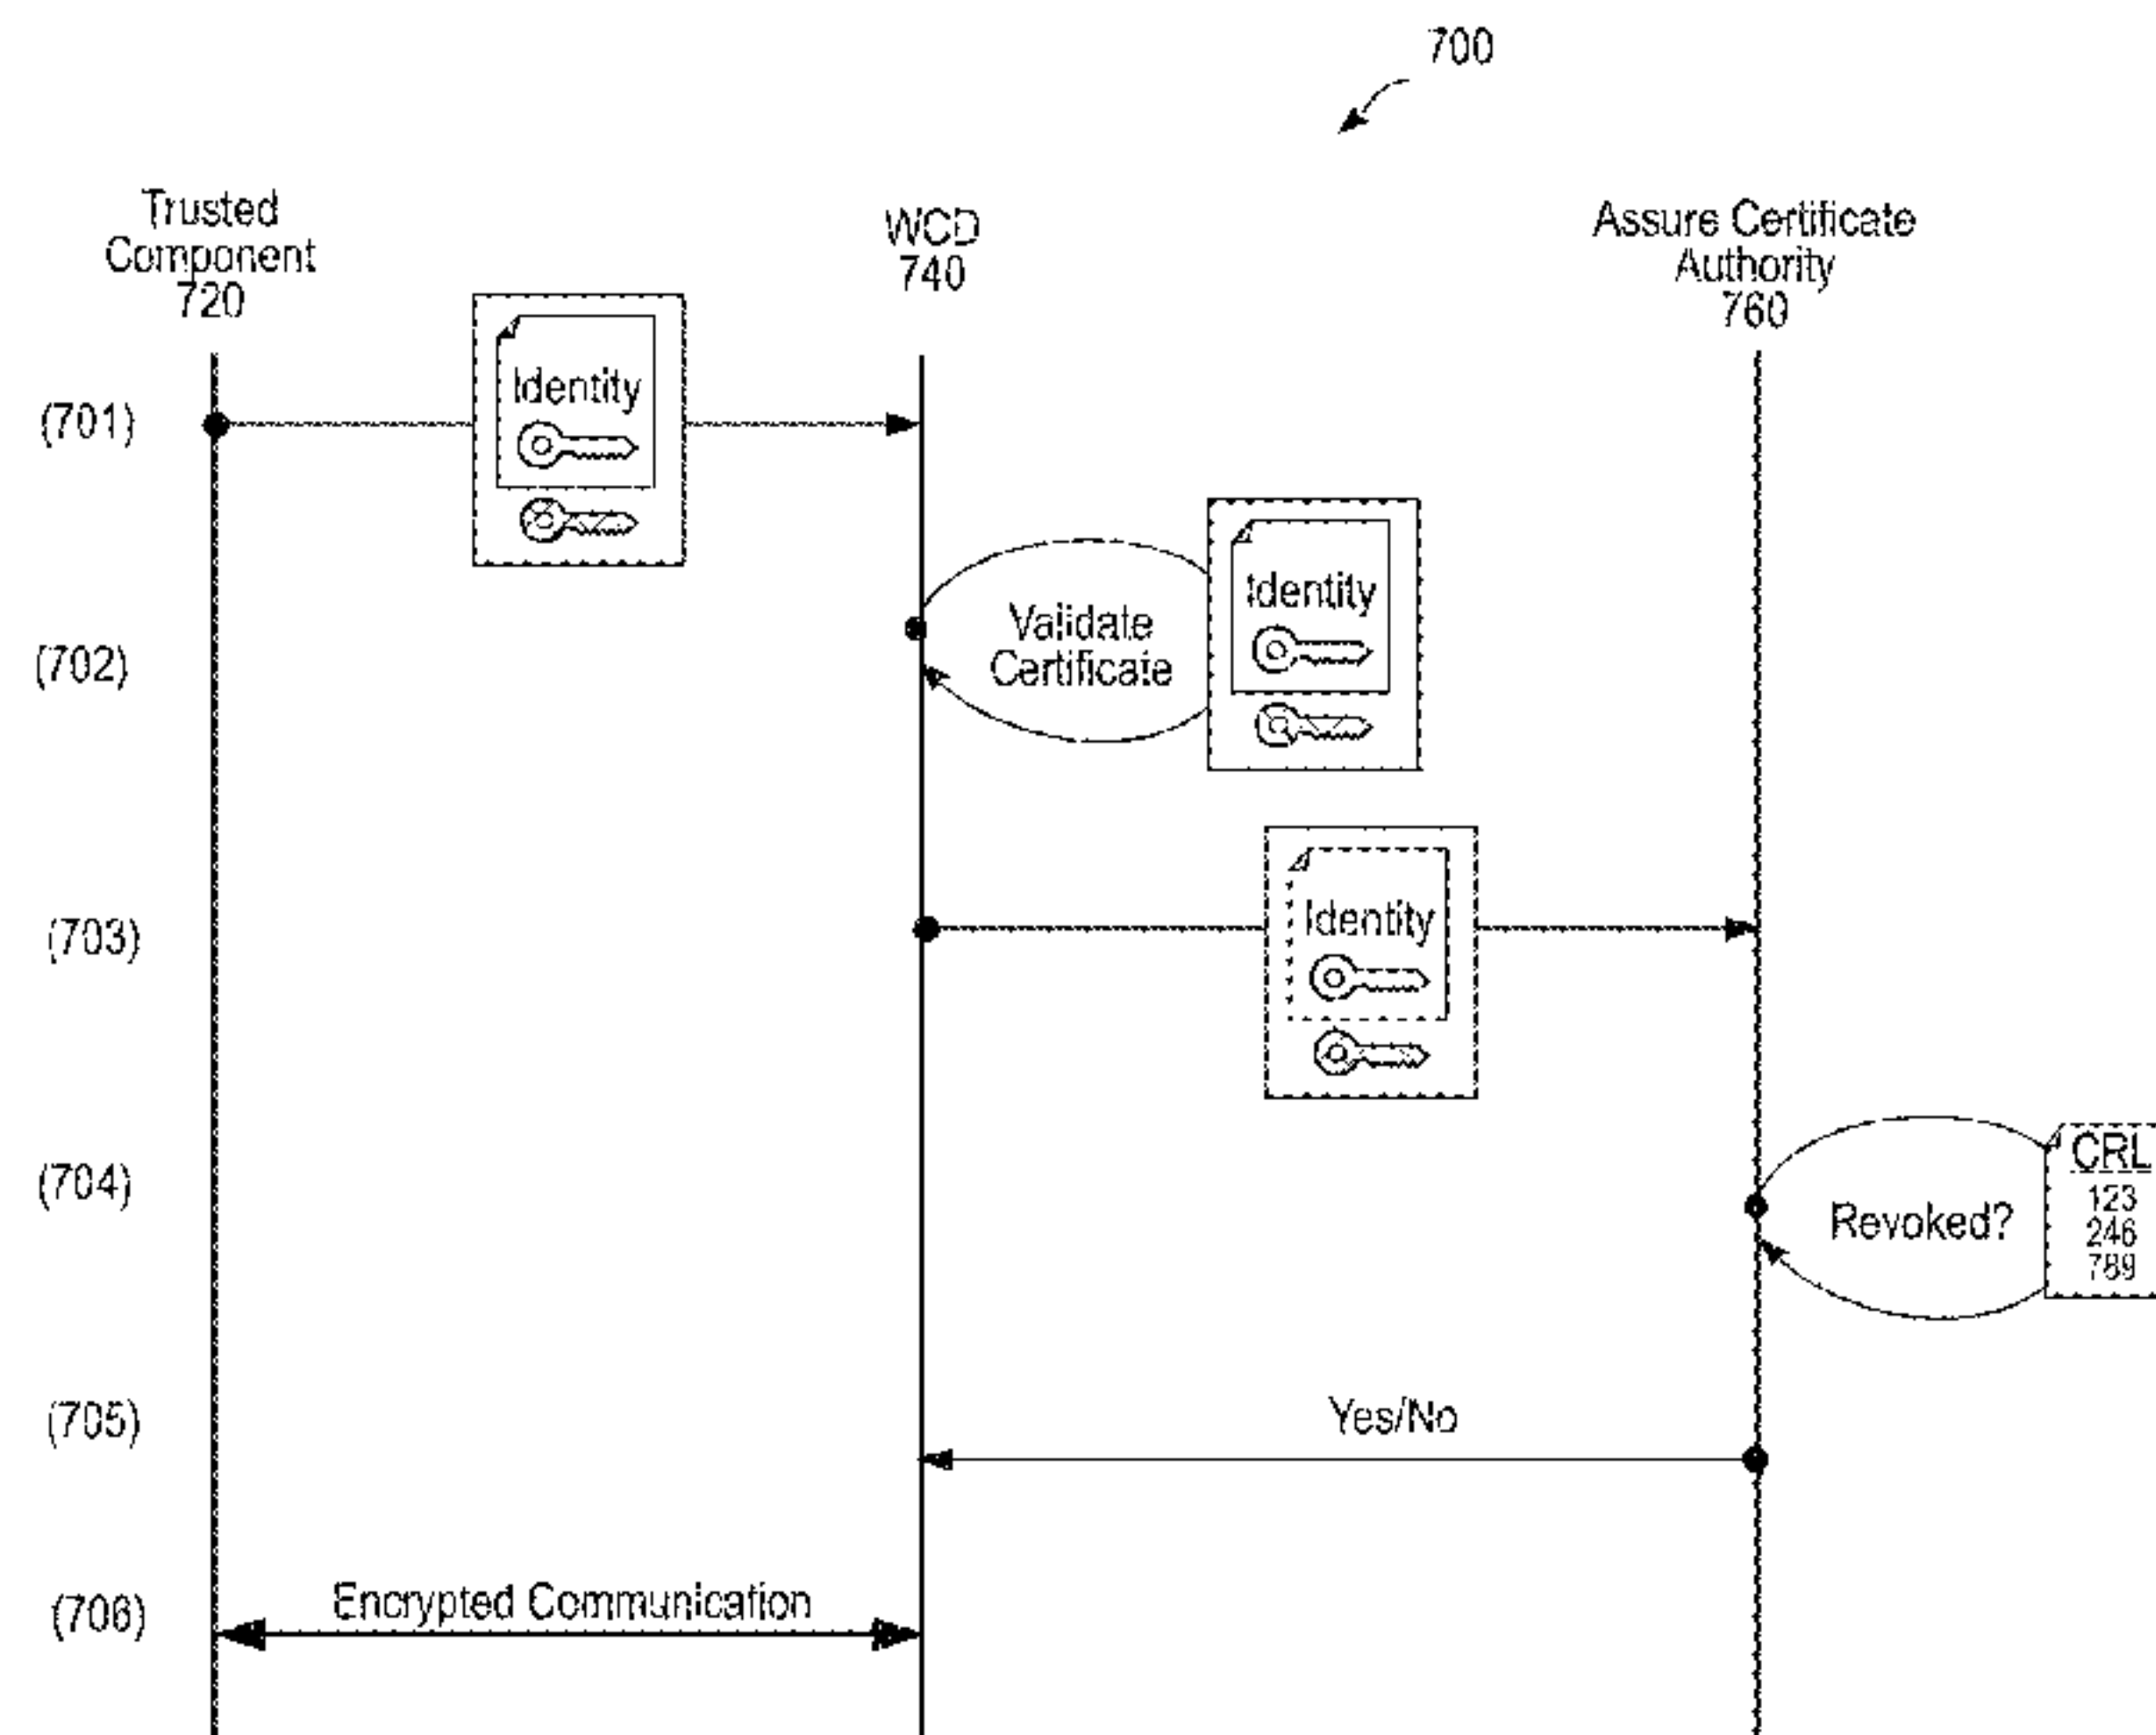 700
Trusted
Component
720
WCD
740
Assure Certificate
Authority
760
(701)
Identity
(702)
Validate
Certificate
Identity
(703)
Identity
(704)
Revoked?
CRL
123
246
789
(705)
Yes/No
(706)
Encrypted Communication